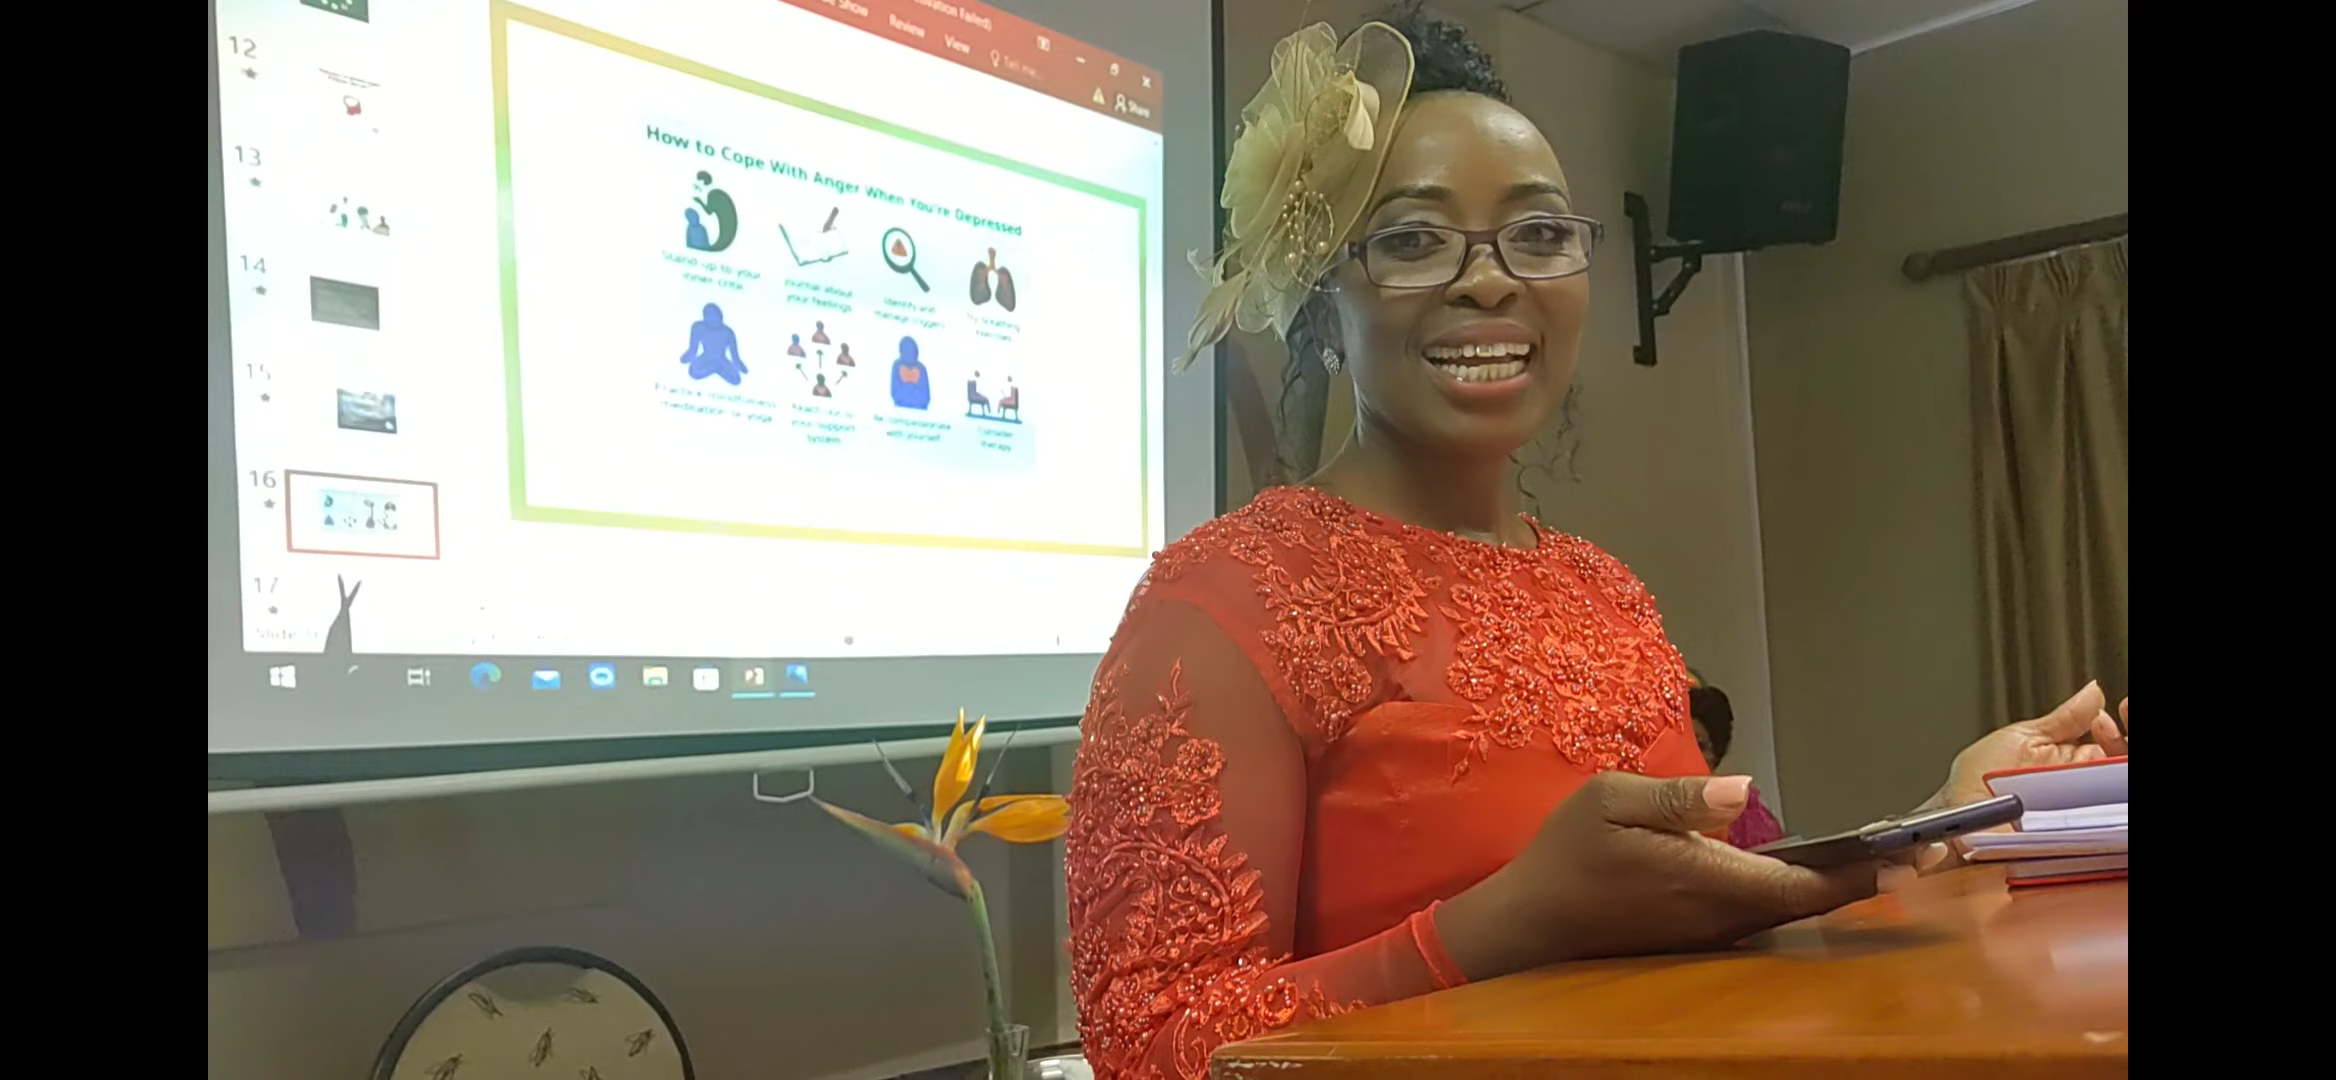 Show
Review
View
Tell me...
Share
12
13
14
15
16
17
How to Cope With Anger When You're Depressed
Stand up to your
inner critic
Journal about
your feelings
Identify and
manage triggers
Try breathing
exercises
Practice mindfulness
meditation or yoga
Reach out to
your support
system
Be compassionate
with yourself
Consider
therapy